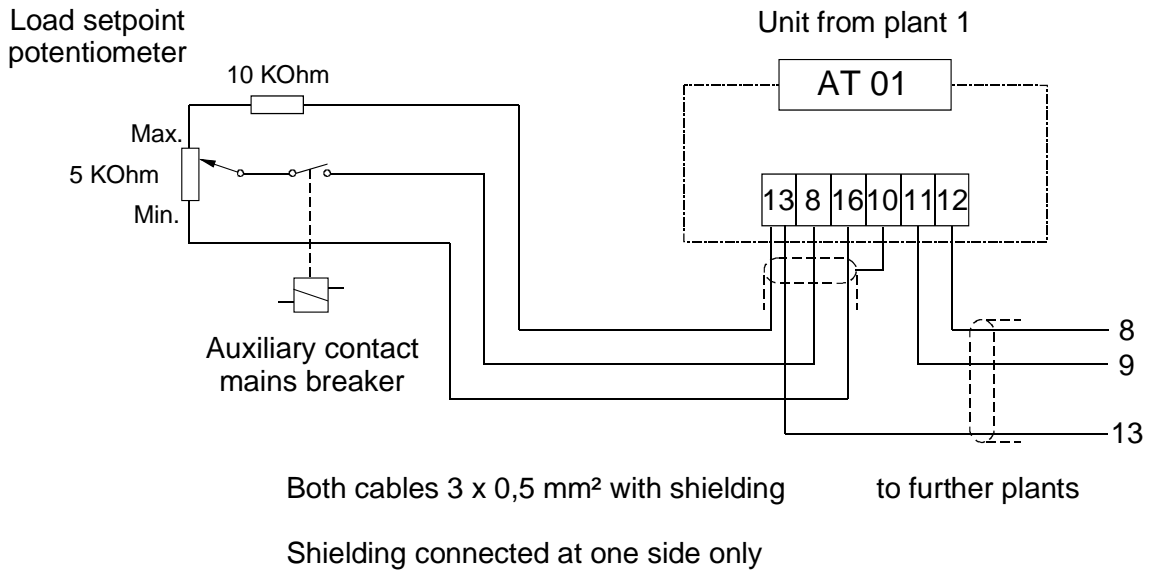 Load setpoint
potentiometer
Unit from plant 1
10 KOhm
AT 01
Max.
5 KOhm
Min.
13 8 16 10 11 12
Auxiliary contact
mains breaker
8
9
13
Both cables 3 x 0,5 mm² with shielding
to further plants
Shielding connected at one side only